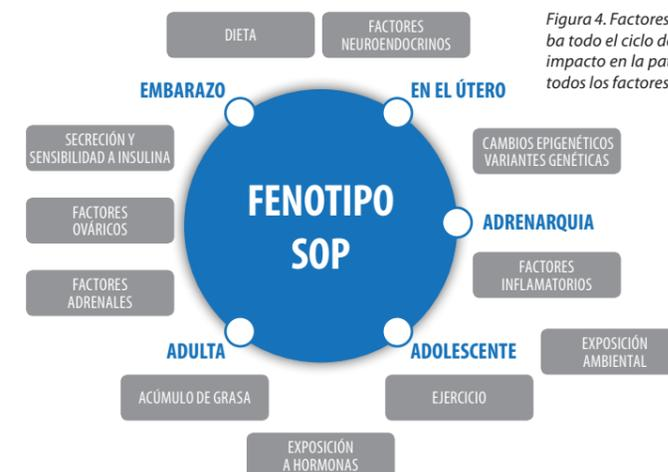 DIETA
FACTORES
NEUROENDOCRINOS
Figura 4. Factores
ba todo el ciclo de
impacto en la pat
todos los factores
EMBARAZO
EN EL ÚTERO
SECRECIÓN Y
SENSIBILIDAD A INSULINA
CAMBIOS EPIGENÉTICOS
VARIANTES GENÉTICAS
FENOTIPO
SOP
FACTORES
OVÁRICOS
ADRENARQUIA
FACTORES
ADRENALES
FACTORES
INFLAMATORIOS
ADULTA
ADOLESCENTE
EXPOSICIÓN
AMBIENTAL
ACÚMULO DE GRASA
EJERCICIO
EXPOSICIÓN
A HORMONAS